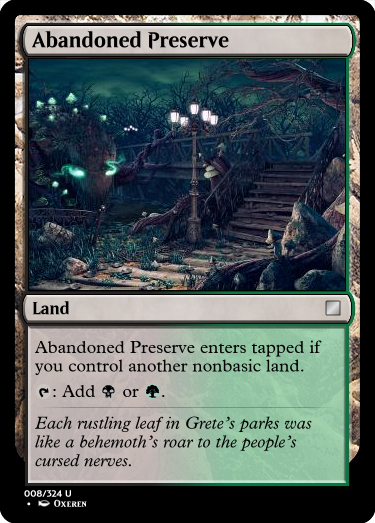 Abandoned Preserve
Land
Abandoned Preserve enters tapped if
you control another nonbasic land.
: Add or .
Each rustling leaf in Grete's parks was
like a behemoth's roar to the people's
cursed nerves.
008/324 U
• Oxeren